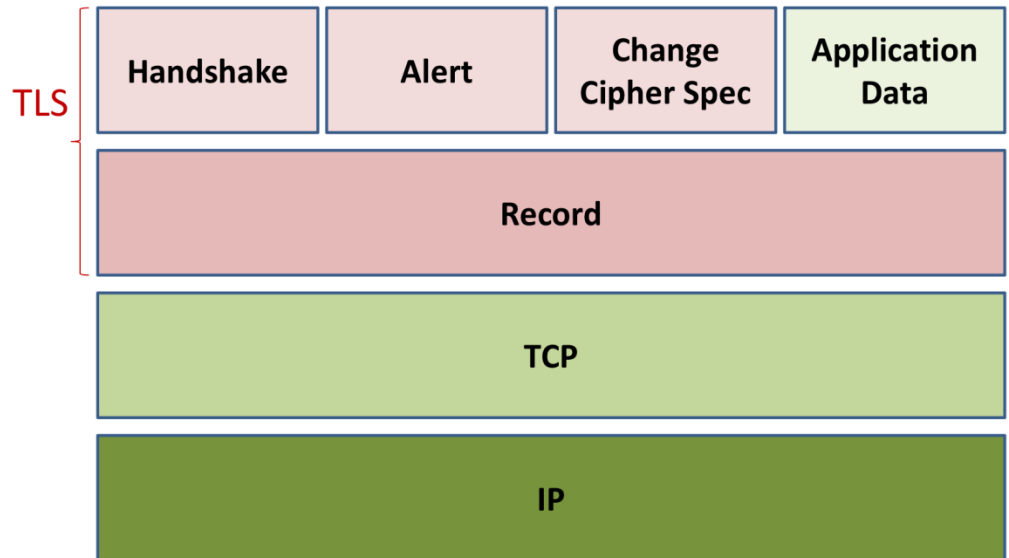 TLS
Handshake
Alert
Change
Cipher Spec
Application
Data
Record
TCP
IP